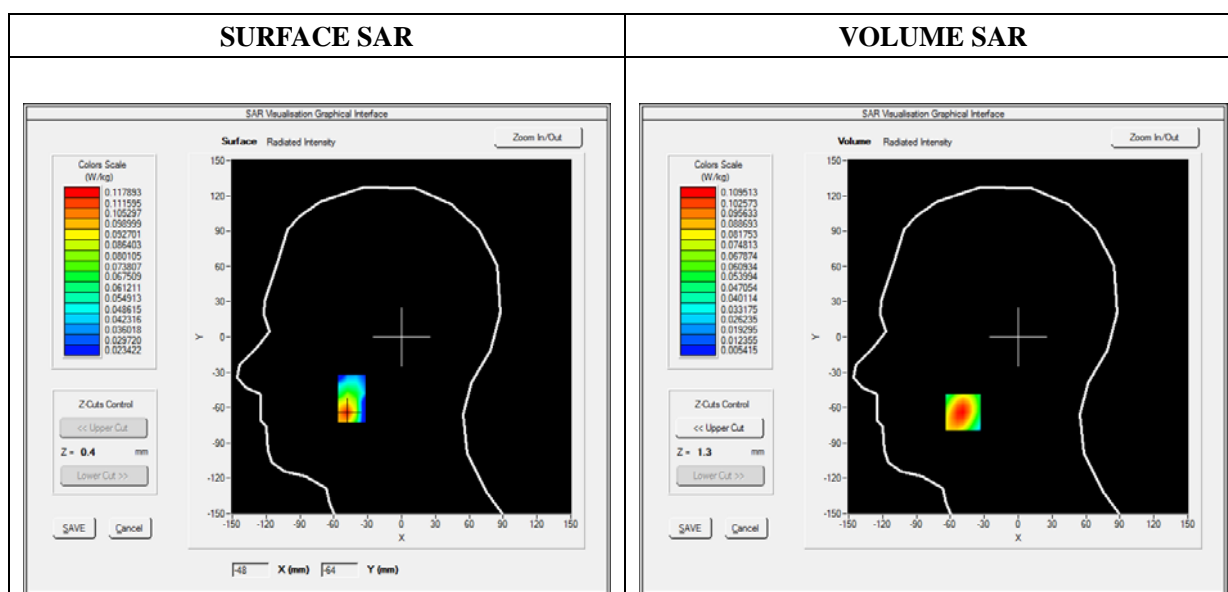 SURFACE SAR
VOLUME SAR
SAR Visualisation Graphical Interface
Surface Radiated Intensity
Zoom In/Out
Colors Scale
(W/kg)
0.117893
0.111595
0.105297
0.098999
0.092701
0.086403
0.080105
0.073807
0.067509
0.061211
0.054913
0.048615
0.042316
0.036018
0.029720
0.023422
Z-Cuts Control
<< Upper Cut
Z = 0.4 mm
Lower Cut >>
SAVE Cancel
150
120
90
60
30
0
-30
-60
-90
-120
-150
Y
-150 -120 -90 -60 -30 0 30 60 90 120 150
X
-48 X (mm) -64 Y (mm)
SAR Visualisation Graphical Interface
Volume Radiated Intensity
Zoom In/Out
Colors Scale
(W/kg)
0.109513
0.102573
0.095633
0.088693
0.081753
0.074813
0.067874
0.060934
0.053994
0.047054
0.040114
0.033175
0.026235
0.019295
0.012355
0.005415
Z-Cuts Control
<< Upper Cut
Z = 1.3 mm
Lower Cut >>
SAVE Cancel
150
120
90
60
30
0
-30
-60
-90
-120
-150
Y
-150 -120 -90 -60 -30 0 30 60 90 120 150
X